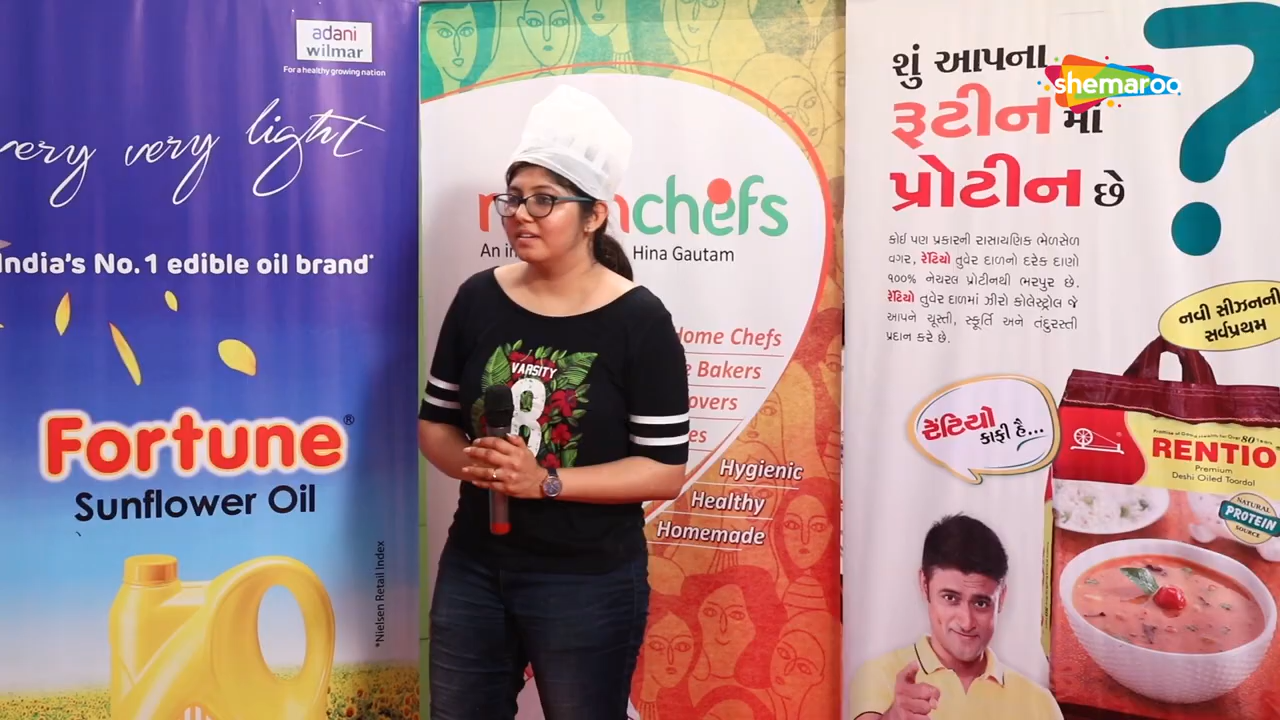 adani
wilmar
For a healthy growing nation
very very light
India's No.1 edible oil brand*
Fortune®
Sunflower Oil
*Nielsen Retail Index
chefs
An in
Hina Gautam
Home Chefs
Bakers
Hygienic
Healthy
Homemade
VARSITY
8
shemaroo
શું આપના
રૂટીન માં
પ્રોટીન છે
?
કોઈ પણ પ્રકારની રાસાયણિક ભેળસેળ
વગર, રેંટિયો તુવેર દાળનો દરેક દાણો
૧૦૦% નેચરલ પ્રોટીનથી ભરપુર છે.
રેંટિયો તુવેર દાળમાં ઝીરો કોલેસ્ટ્રોલ જે
આપને ચૂસ્તી, સ્ફૂર્તિ અને તંદુરસ્તી
પ્રદાન કરે છે.
નવી સીઝનની
સર્વપ્રથમ
રેંટિયો
કાફી હૈ...
80
RENTIO
Premium
Deshi Oiled Toordal
NATURAL
PROTEIN
SOURCE